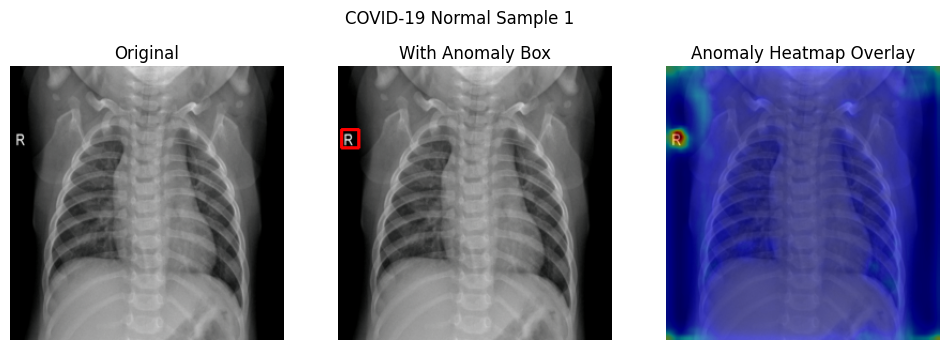 COVID-19 Normal Sample 1
Original
With Anomaly Box
Anomaly Heatmap Overlay
R
R
R